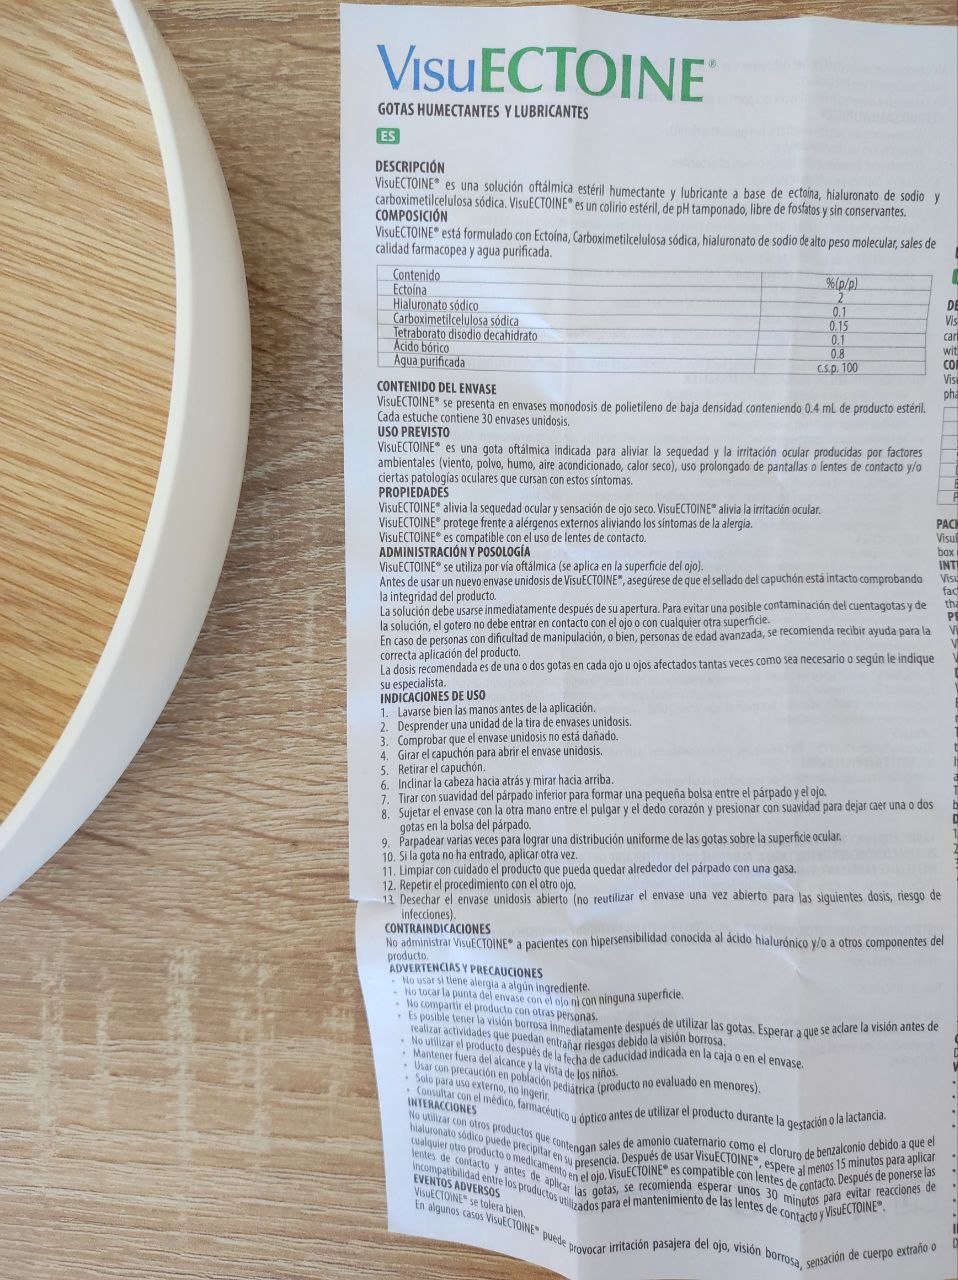 VisuECTOINE®
GOTAS HUMECTANTES Y LUBRICANTES
ES
DESCRIPCIÓN
VisuECTOINE® es una solución oftálmica estéril humectante y lubricante a base de ectoína, hialuronato de sodio y
carboximetilcelulosa sódica. VisuECTOINE® es un colirio estéril, de pH tamponado, libre de fosfatos y sin conservantes.
COMPOSICIÓN
VisuECTOINE® está formulado con Ectoína, Carboximetilcelulosa sódica, hialuronato de sodio de alto peso molecular, sales de
calidad farmacopea y agua purificada.
Contenido %(p/p)
Ectoína 2
Hialuronato sódico 0.1
Carboximetilcelulosa sódica 0.15
Tetraborato disodio decahidrato 0.1
Ácido bórico 0.8
Agua purificada c.s.p. 100
CONTENIDO DEL ENVASE
VisuECTOINE® se presenta en envases monodosis de polietileno de baja densidad conteniendo 0.4 mL de producto estéril.
Cada estuche contiene 30 envases unidosis.
USO PREVISTO
VisuECTOINE® es una gota oftálmica indicada para aliviar la sequedad y la irritación ocular producidas por factores
ambientales (viento, polvo, humo, aire acondicionado, calor seco), uso prolongado de pantallas o lentes de contacto y/o
ciertas patologías oculares que cursan con estos síntomas.
PROPIEDADES
VisuECTOINE® alivia la sequedad ocular y sensación de ojo seco. VisuECTOINE® alivia la irritación ocular.
VisuECTOINE® protege frente a alérgenos externos aliviando los síntomas de la alergia.
VisuECTOINE® es compatible con el uso de lentes de contacto.
ADMINISTRACIÓN Y POSOLOGÍA
VisuECTOINE® se utiliza por vía oftálmica (se aplica en la superficie del ojo).
Antes de usar un nuevo envase unidosis de VisuECTOINE®, asegúrese de que el sellado del capuchón está intacto comprobando
la integridad del producto.
La solución debe usarse inmediatamente después de su apertura. Para evitar una posible contaminación del cuentagotas y de
la solución, el gotero no debe entrar en contacto con el ojo o con cualquier otra superficie.
En caso de personas con dificultad de manipulación, o bien, personas de edad avanzada, se recomienda recibir ayuda para la
correcta aplicación del producto.
La dosis recomendada es de una o dos gotas en cada ojo u ojos afectados tantas veces como sea necesario o según le indique
su especialista.
INDICACIONES DE USO
1. Lavarse bien las manos antes de la aplicación.
2. Desprender una unidad de la tira de envases unidosis.
3. Comprobar que el envase unidosis no está dañado.
4. Girar el capuchón para abrir el envase unidosis.
5. Retirar el capuchón.
6. Inclinar la cabeza hacia atrás y mirar hacia arriba.
7. Tirar con suavidad del párpado inferior para formar una pequeña bolsa entre el párpado y el ojo.
8. Sujetar el envase con la otra mano entre el pulgar y el dedo corazón y presionar con suavidad para dejar caer una o dos
gotas en la bolsa del párpado.
9. Parpadear varias veces para lograr una distribución uniforme de las gotas sobre la superficie ocular.
10. Si la gota no ha entrado, aplicar otra vez.
11. Limpiar con cuidado el producto que pueda quedar alrededor del párpado con una gasa.
12. Repetir el procedimiento con el otro ojo.
13. Desechar el envase unidosis abierto (no reutilizar el envase una vez abierto para las siguientes dosis, riesgo de
infecciones).
CONTRAINDICACIONES
No administrar VisuECTOINE® a pacientes con hipersensibilidad conocida al ácido hialurónico y/o a otros componentes del
producto.
ADVERTENCIAS Y PRECAUCIONES
• No usar si tiene alergia a algún ingrediente.
• No tocar la punta del envase con el ojo ni con ninguna superficie.
• No compartir el producto con otras personas.
• Es posible tener la visión borrosa inmediatamente después de utilizar las gotas. Esperar a que se aclare la visión antes de
realizar actividades que puedan entrañar riesgos debido la visión borrosa.
• No utilizar el producto después de la fecha de caducidad indicada en la caja o en el envase.
• Mantener fuera del alcance y la vista de los niños.
• Usar con precaución en población pediátrica (producto no evaluado en menores).
• Solo para uso externo, no ingerir.
• Consultar con el médico, farmacéutico u óptico antes de utilizar el producto durante la gestación o la lactancia.
INTERACCIONES
No utilizar con otros productos que contengan sales de amonio cuaternario como el cloruro de benzalconio debido a que el
hialuronato sódico puede precipitar en su presencia. Después de usar VisuECTOINE®, espere al menos 15 minutos para aplicar
cualquier otro producto o medicamento en el ojo. VisuECTOINE® es compatible con lentes de contacto. Después de ponerse las
lentes de contacto y antes de aplicar las gotas, se recomienda esperar unos 30 minutos para evitar reacciones de
incompatibilidad entre los productos utilizados para el mantenimiento de las lentes de contacto y VisuECTOINE®.
EVENTOS ADVERSOS
VisuECTOINE® se tolera bien.
En algunos casos VisuECTOINE® puede provocar irritación pasajera del ojo, visión borrosa, sensación de cuerpo extraño o